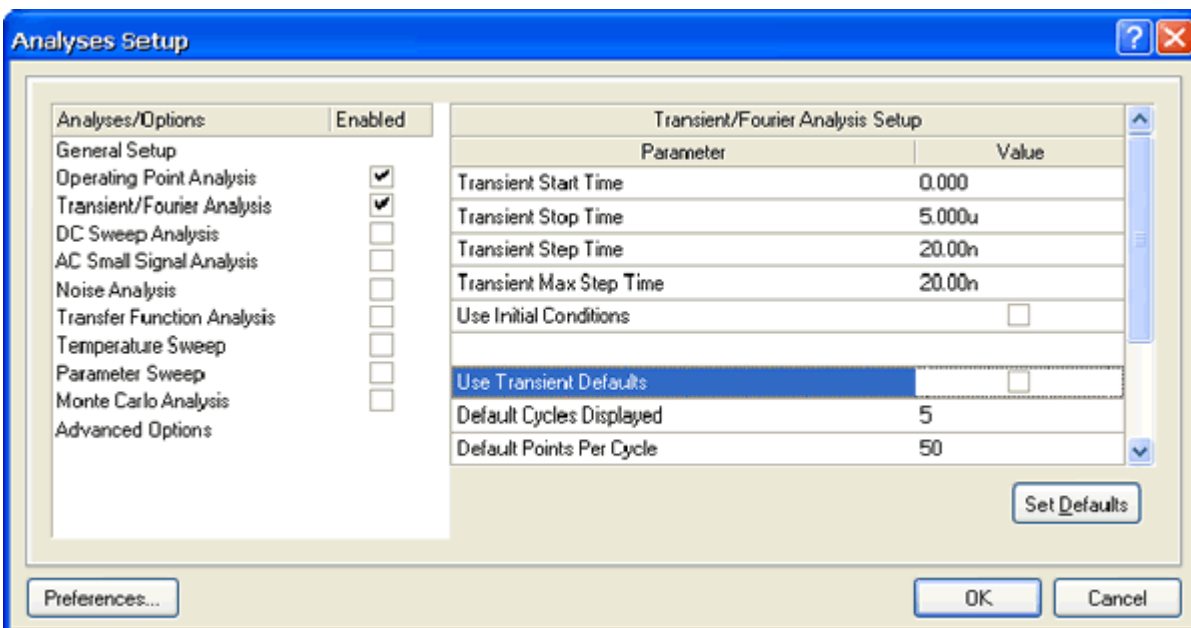 Analyses Setup
Analyses/Options Enabled
General Setup
Operating Point Analysis
Transient/Fourier Analysis
DC Sweep Analysis
AC Small Signal Analysis
Noise Analysis
Transfer Function Analysis
Temperature Sweep
Parameter Sweep
Monte Carlo Analysis
Advanced Options
Transient/Fourier Analysis Setup
Parameter Value
Transient Start Time 0.000
Transient Stop Time 5.000u
Transient Step Time 20.00n
Transient Max Step Time 20.00n
Use Initial Conditions
Use Transient Defaults
Default Cycles Displayed 5
Default Points Per Cycle 50
Set Defaults
Preferences...
OK
Cancel